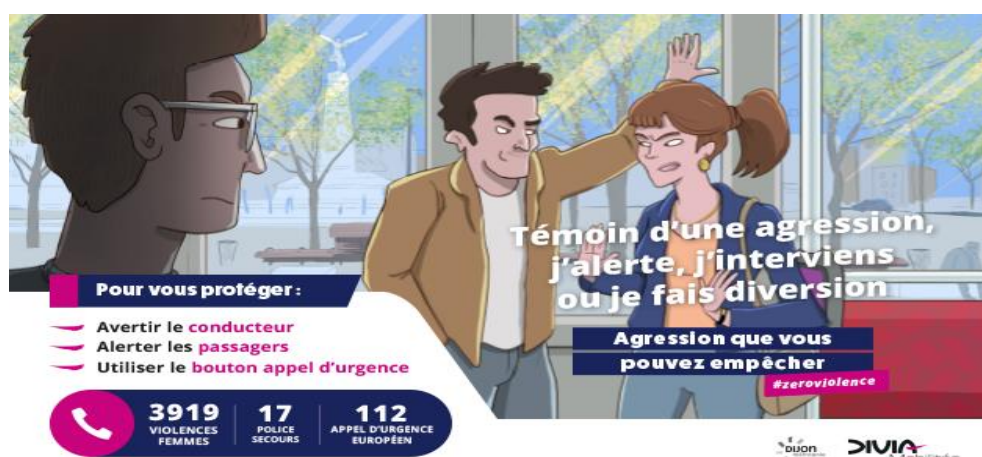 Témoin d'une agression,
j'alerte, j'interviens
ou je fais diversion
Agression que vous
pouvez empêcher
#zeroviolence
Pour vous protéger :
Avertir le conducteur
Alerter les passagers
Utiliser le bouton appel d'urgence
3919
VIOLENCES
FEMMES
17
POLICE
SECOURS
112
APPEL D'URGENCE
EUROPÉEN
DIJON
DIVIA